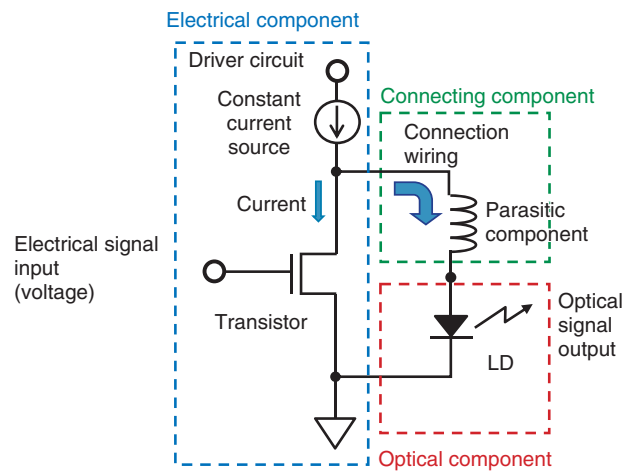 Electrical component
Driver circuit
Constant
current
source
Connecting component
Connection
wiring
Current
Parasitic
component
Electrical signal
input
(voltage)
Transistor
Optical
signal
output
LD
Optical component